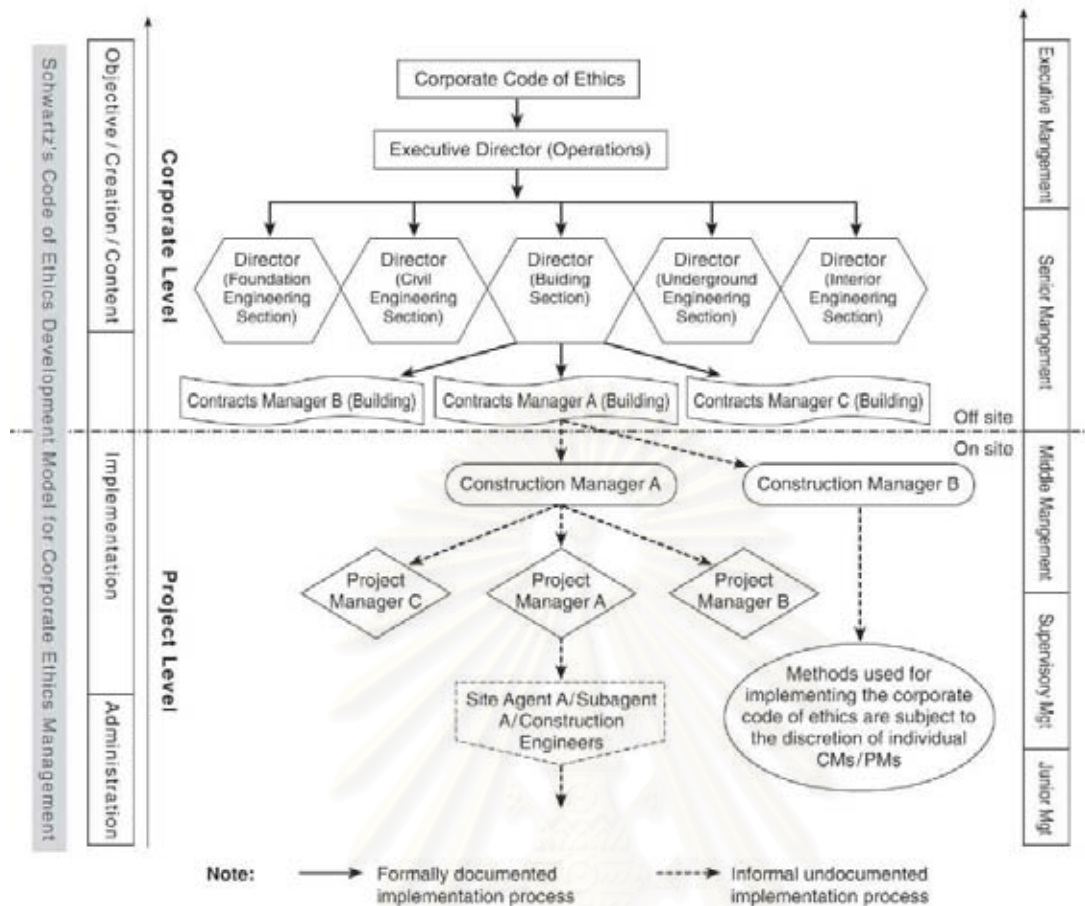 Schwartz's Code of Ethics Development Model for Corporate Ethics Management
Objective / Creation / Content
Implementation
Administration
Corporate Level
Project Level
Corporate Code of Ethics
Executive Director (Operations)
Director
(Foundation
Engineering
Section)
Director
(Civil
Engineering
Section)
Director
(Building
Section)
Director
(Underground
Engineering
Section)
Director
(Interior
Engineering
Section)
Contracts Manager B (Building)
Contracts Manager A (Building)
Contracts Manager C (Building)
Off site
On site
Construction Manager A
Construction Manager B
Project
Manager C
Project
Manager A
Project
Manager B
Site Agent A/Subagent
A/Construction
Engineers
Methods used for
implementing the corporate
code of ethics are subject to
the discretion of individual
CMs/PMs
Executive Mangement
Senior Mangement
Middle Mangement
Supervisory Mgt
Junior Mgt
Note:
Formally documented
implementation process
Informal undocumented
implementation process